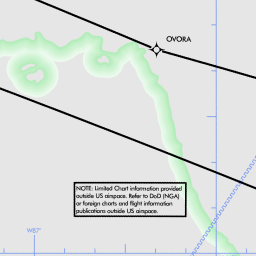 OVORA
NOTE: Limited Chart information provided
outside US airspace. Refer to DoD (NGA)
or foreign charts and flight information
publications outside US airspace.
W87°